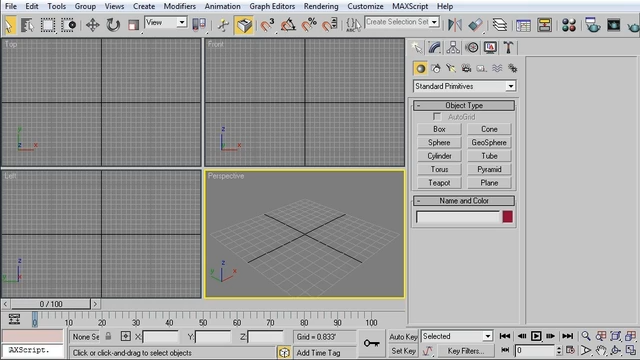 File Edit Tools Group Views Create Modifiers Animation Graph Editors Rendering Customize MAXScript Help
View
3
Create Selection Set
Top
Front
Standard Primitives
- Object Type
AutoGrid
Box Cone
Sphere GeoSphere
Cylinder Tube
Torus Pyramid
Teapot Plane
- Name and Color
Left
Perspective
0 / 100
0 10 20 30 40 50 60 70 80 90 100
None Se X: Y: Z: Grid = 0.833' Auto Key Selected
AXScript. Click or click-and-drag to select objects Add Time Tag Set Key Key Filters... 0